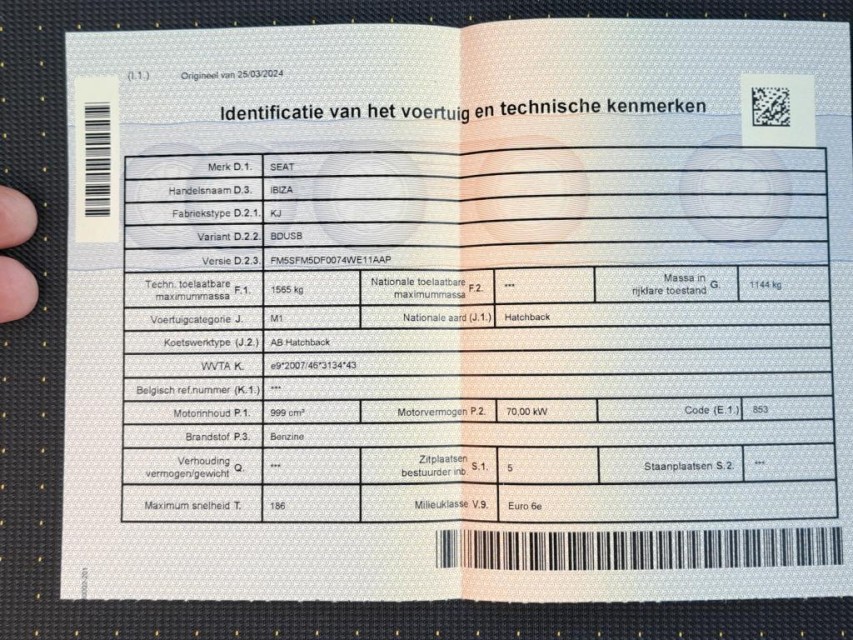 (I.1.) Origineel van 25/03/2024
Identificatie van het voertuig en technische kenmerken
Merk D.1. SEAT
Handelsnaam D.3. IBIZA
Fabriekstype D.2.1. KJ
Variant D.2.2. BDUSB
Versie D.2.3. FM5SFM5DF0074WE11AAP
Techn. toelaatbare maximummassa F.1. 1565 kg Nationale toelaatbare maximummassa F.2. *** Massa in rijklare toestand G. 1144 kg
Voertuigcategorie J. M1 Nationale aard (J.1.) Hatchback
Koetswerktype (J.2.) AB Hatchback
WVTA K. e9*2007/46*3134*43
Belgisch ref.nummer (K.1.) ***
Motorinhoud P.1. 999 cm³ Motorvermogen P.2. 70,00 kW Code (E.1.) 853
Brandstof P.3. Benzine
Verhouding vermogen/gewicht Q. *** Zitplaatsen bestuurder inb. S.1. 5 Staanplaatsen S.2. ***
Maximum snelheid T. 186 Milieuklasse V.9. Euro 6e